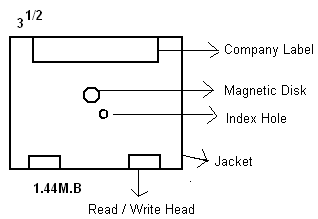 3 1/2
Company Label
Magnetic Disk
Index Hole
Jacket
1.44M.B
Read / Write Head